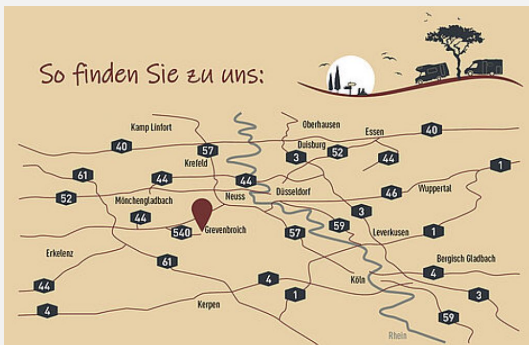 So finden Sie zu uns:
Kamp Linfort
Oberhausen
Duisburg
Essen
40
57
40
3
52
44
Krefeld
61
44
44
1
52
Mönchengladbach
Neuss
Düsseldorf
46
Wuppertal
44
540
Grevenbroich
57
59
3
Leverkusen
1
Erkelenz
61
Bergisch Gladbach
44
4
Köln
4
4
Kerpen
1
3
59
Rhein